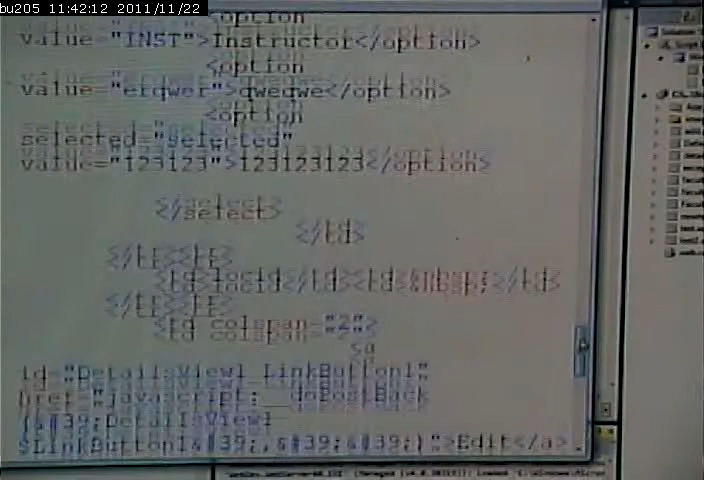 bu205 11:42:12 2011/11/22
<option
value="INST">Instructor</option>
<option
value="erqwer">qweqwe</option>
<option
selected="selected"
value="123123">123123123</option>
</select>
</td>
</tr><tr>
<td>locid</td><td>&nbsp;</td>
</tr><tr>
<td colspan="2">
<a
id="DetailsView1_LinkButton1"
href="javascript:__doPostBack
(&#39;DetailsView1
$LinkButton1&#39;,&#39;&#39;)">Edit</a>